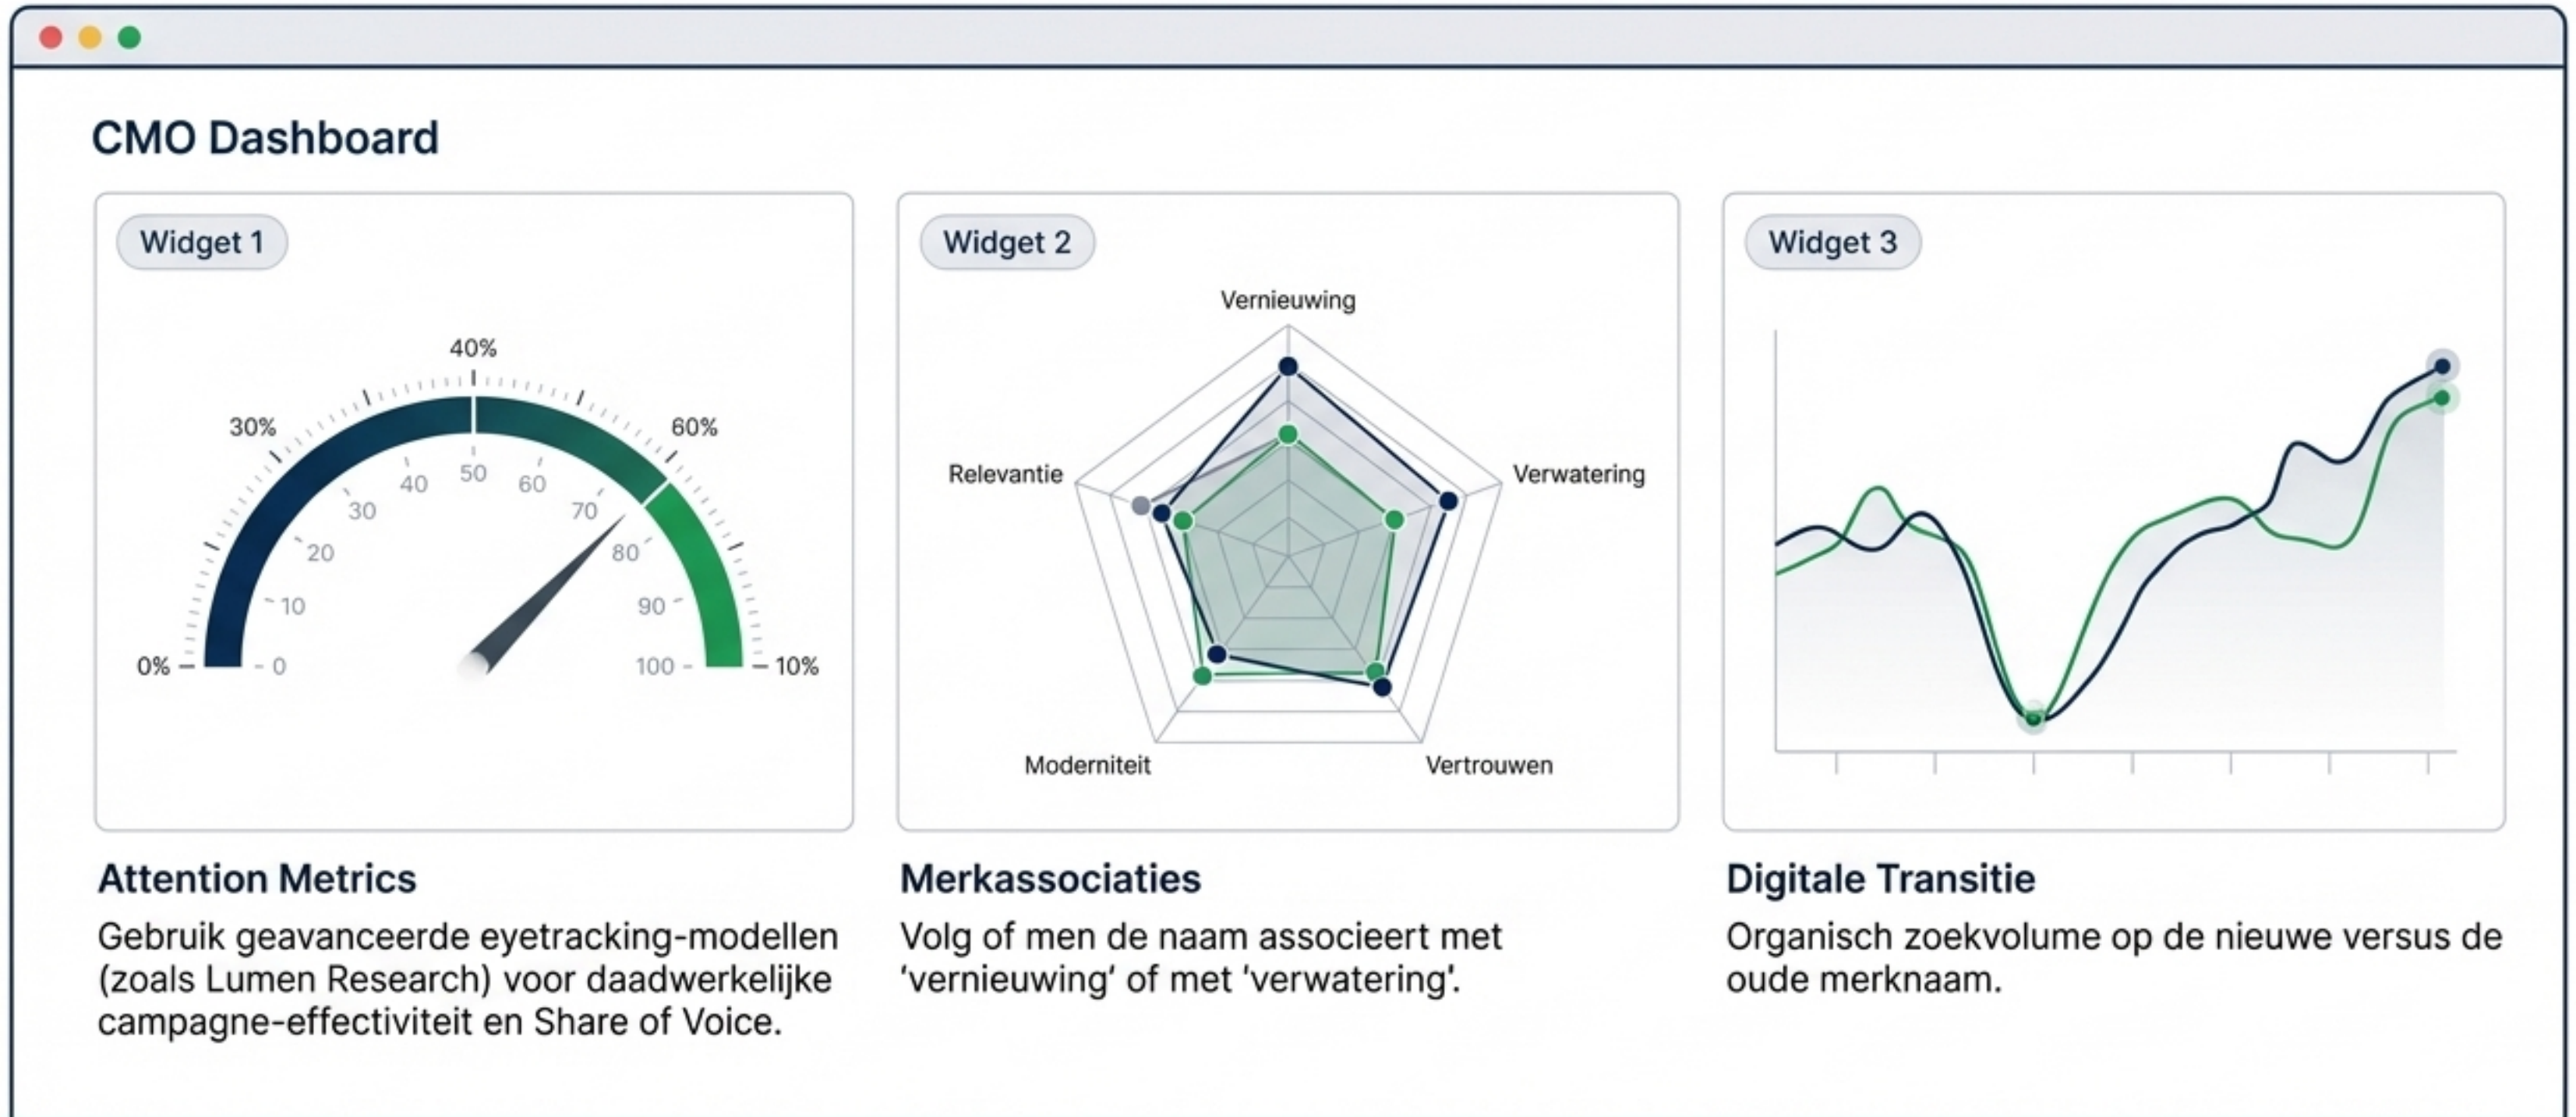 CMO Dashboard
Widget 1
40%
30%
60%
0%
10%
0
10
20
30
40
50
60
70
80
90
100
Widget 2
Vernieuwing
Relevantie
Verwatering
Moderniteit
Vertrouwen
Widget 3
Attention Metrics
Gebruik geavanceerde eyetracking-modellen
(zoals Lumen Research) voor daadwerkelijke
campagne-effectiviteit en Share of Voice.
Merkassociaties
Volg of men de naam associeert met
'vernieuwing' of met 'verwatering'.
Digitale Transitie
Organisch zoekvolume op de nieuwe versus de
oude merknaam.